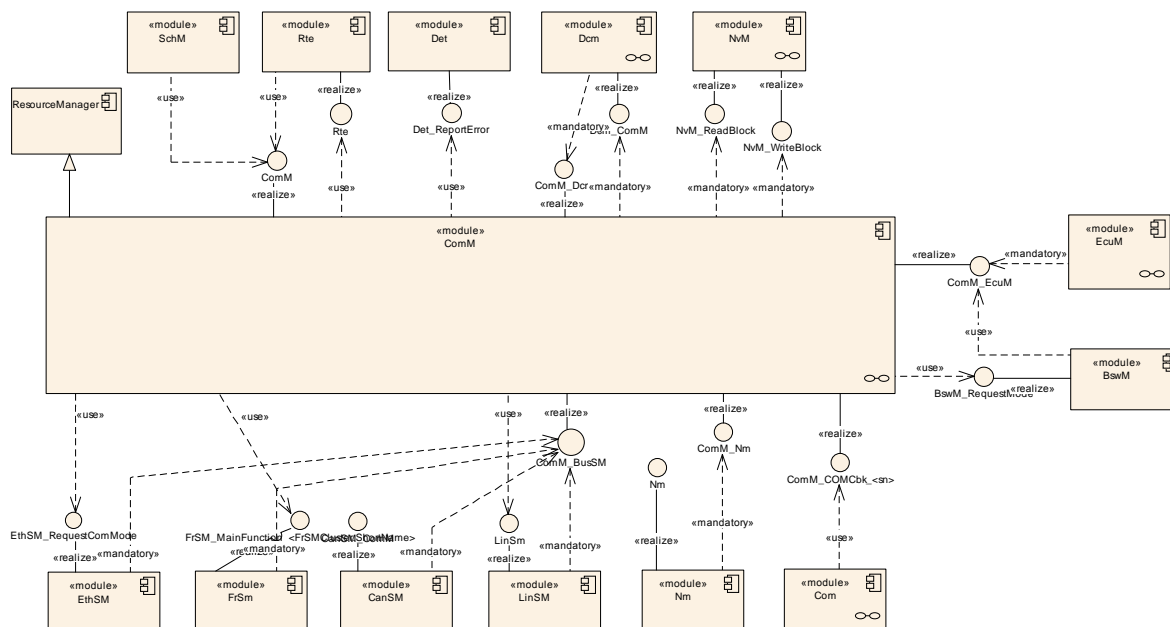 «module»
SchM
«module»
Rte
«module»
Det
«module»
Dcm
«module»
NvM
ResourceManager
«use»
«use»
«realize»
«realize»
«realize»
«realize»
«realize»
Rte
Det_ReportError
«mandatory»
NvM_ReadBlock
NvM_WriteBlock
ComM
«realize»
«use»
«use»
ComM_Dcm
«realize»
«mandatory»
«mandatory»
«mandatory»
«module»
ComM
«module»
EcuM
«realize»
«mandatory»
ComM_EcuM
«use»
«use»
«module»
BswM
BswM_RequestMode
«realize»
«use»
«use»
«use»
«realize»
«realize»
«realize»
ComM_BusSM
ComM_Nm
Nm
ComM_COMCbk_<sn>
EthSM_RequestComMode
FrSM_MainFunction_
LinSm
«realize»
«mandatory»
«mandatory»
«realize»
«mandatory»
«realize»
«mandatory»
«mandatory»
«use»
«module»
EthSM
«module»
FrSm
«module»
CanSM
«module»
LinSM
«module»
Nm
«module»
Com